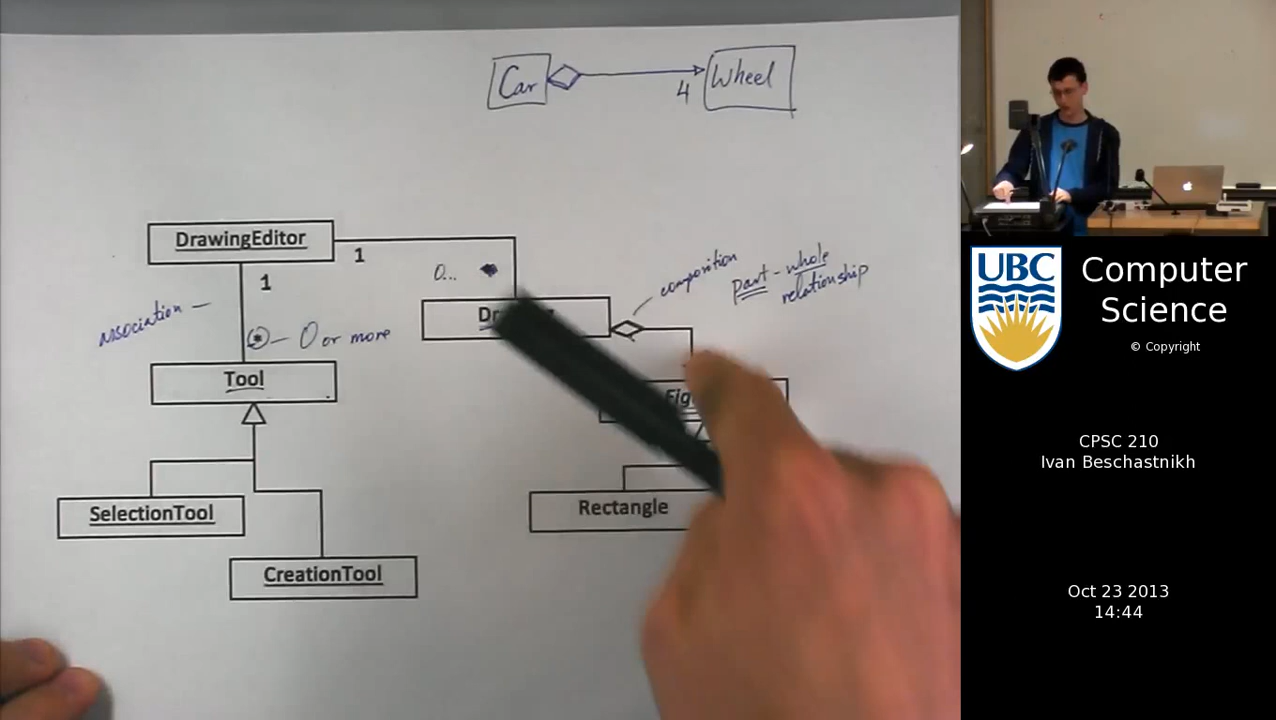 Car
4
Wheel
DrawingEditor
1
1
0...
composition
part - whole
relationship
association
* - 0 or more
Tool
SelectionTool
Rectangle
CreationTool
UBC
Computer
Science
© Copyright
CPSC 210
Ivan Beschastnikh
Oct 23 2013
14:44